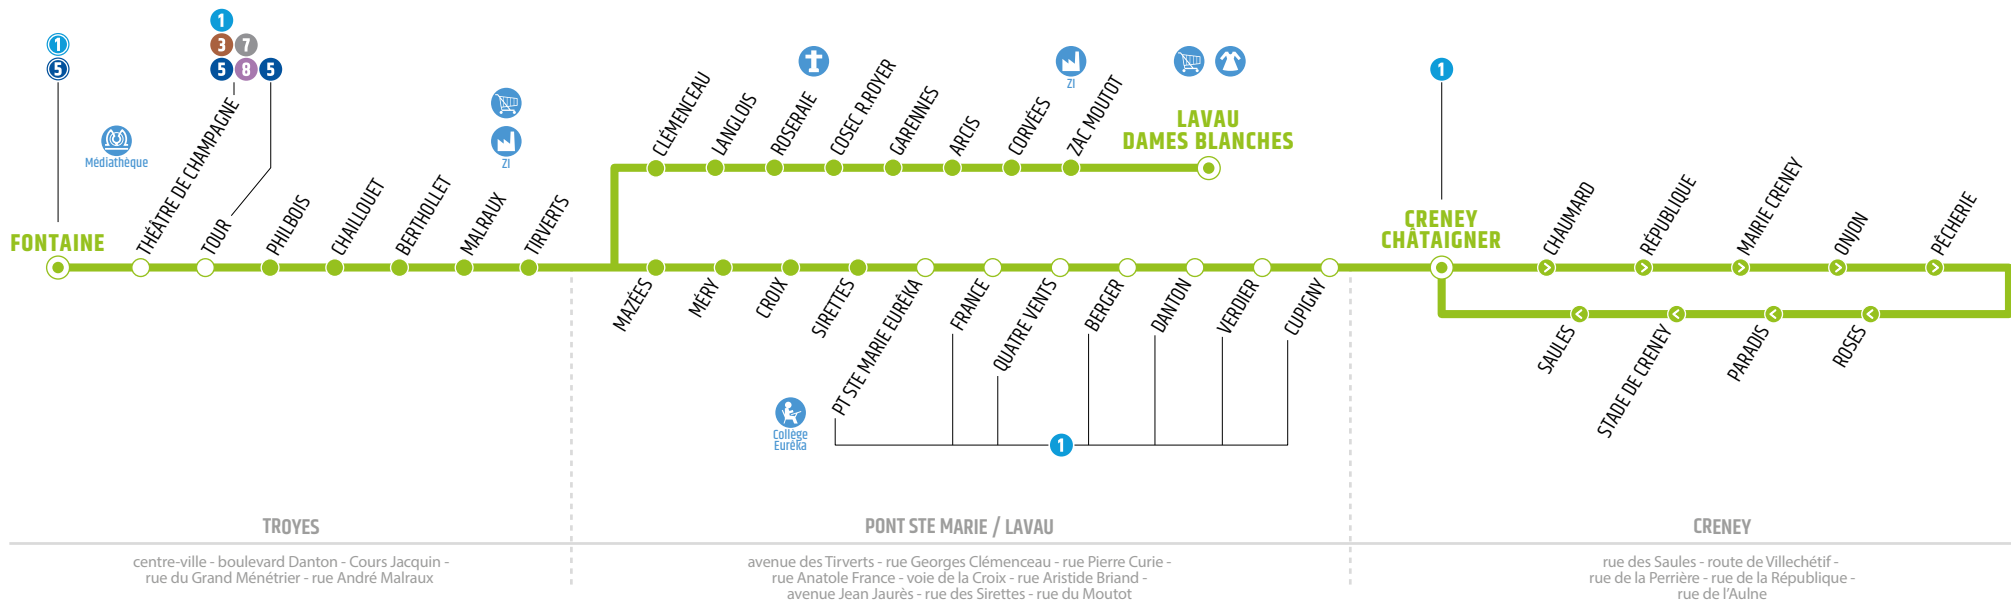 1
5
Médiathèque
1
3 7
5 8 5
FONTAINE
THÉÂTRE DE CHAMPAGNE
TOUR
PHILBOIS
CHAILLOUET
BERTHOLLET
MALRAUX
TIRVERTS
ZI
CLÉMENCEAU
LANGLOIS
ROSERAIE
COSEC R.ROYER
GARENNES
ARCIS
CORVÉES
ZAC MOUTOT
ZI
LAVAU
DAMES BLANCHES
MAZÉES
MÉRY
CROIX
SIRETTES
PT STE MARIE EURÊKA
FRANCE
QUATRE VENTS
BERGER
DANTON
VERDIER
CUPIGNY
Collège
Eurêka
1
1
CRENEY
CHÂTAIGNER
CHAUMARD
RÉPUBLIQUE
MAIRIE CRENEY
ONJON
PÊCHERIE
SAULES
STADE DE CRENEY
PARADIS
ROSES
TROYES
centre-ville - boulevard Danton - Cours Jacquin -
rue du Grand Ménétrier - rue André Malraux
PONT STE MARIE / LAVAU
avenue des Tirverts - rue Georges Clémenceau - rue Pierre Curie -
rue Anatole France - voie de la Croix - rue Aristide Briand -
avenue Jean Jaurès - rue des Sirettes - rue du Moutot
CRENEY
rue des Saules - route de Villechétif -
rue de la Perrière - rue de la République -
rue de l'Aulne